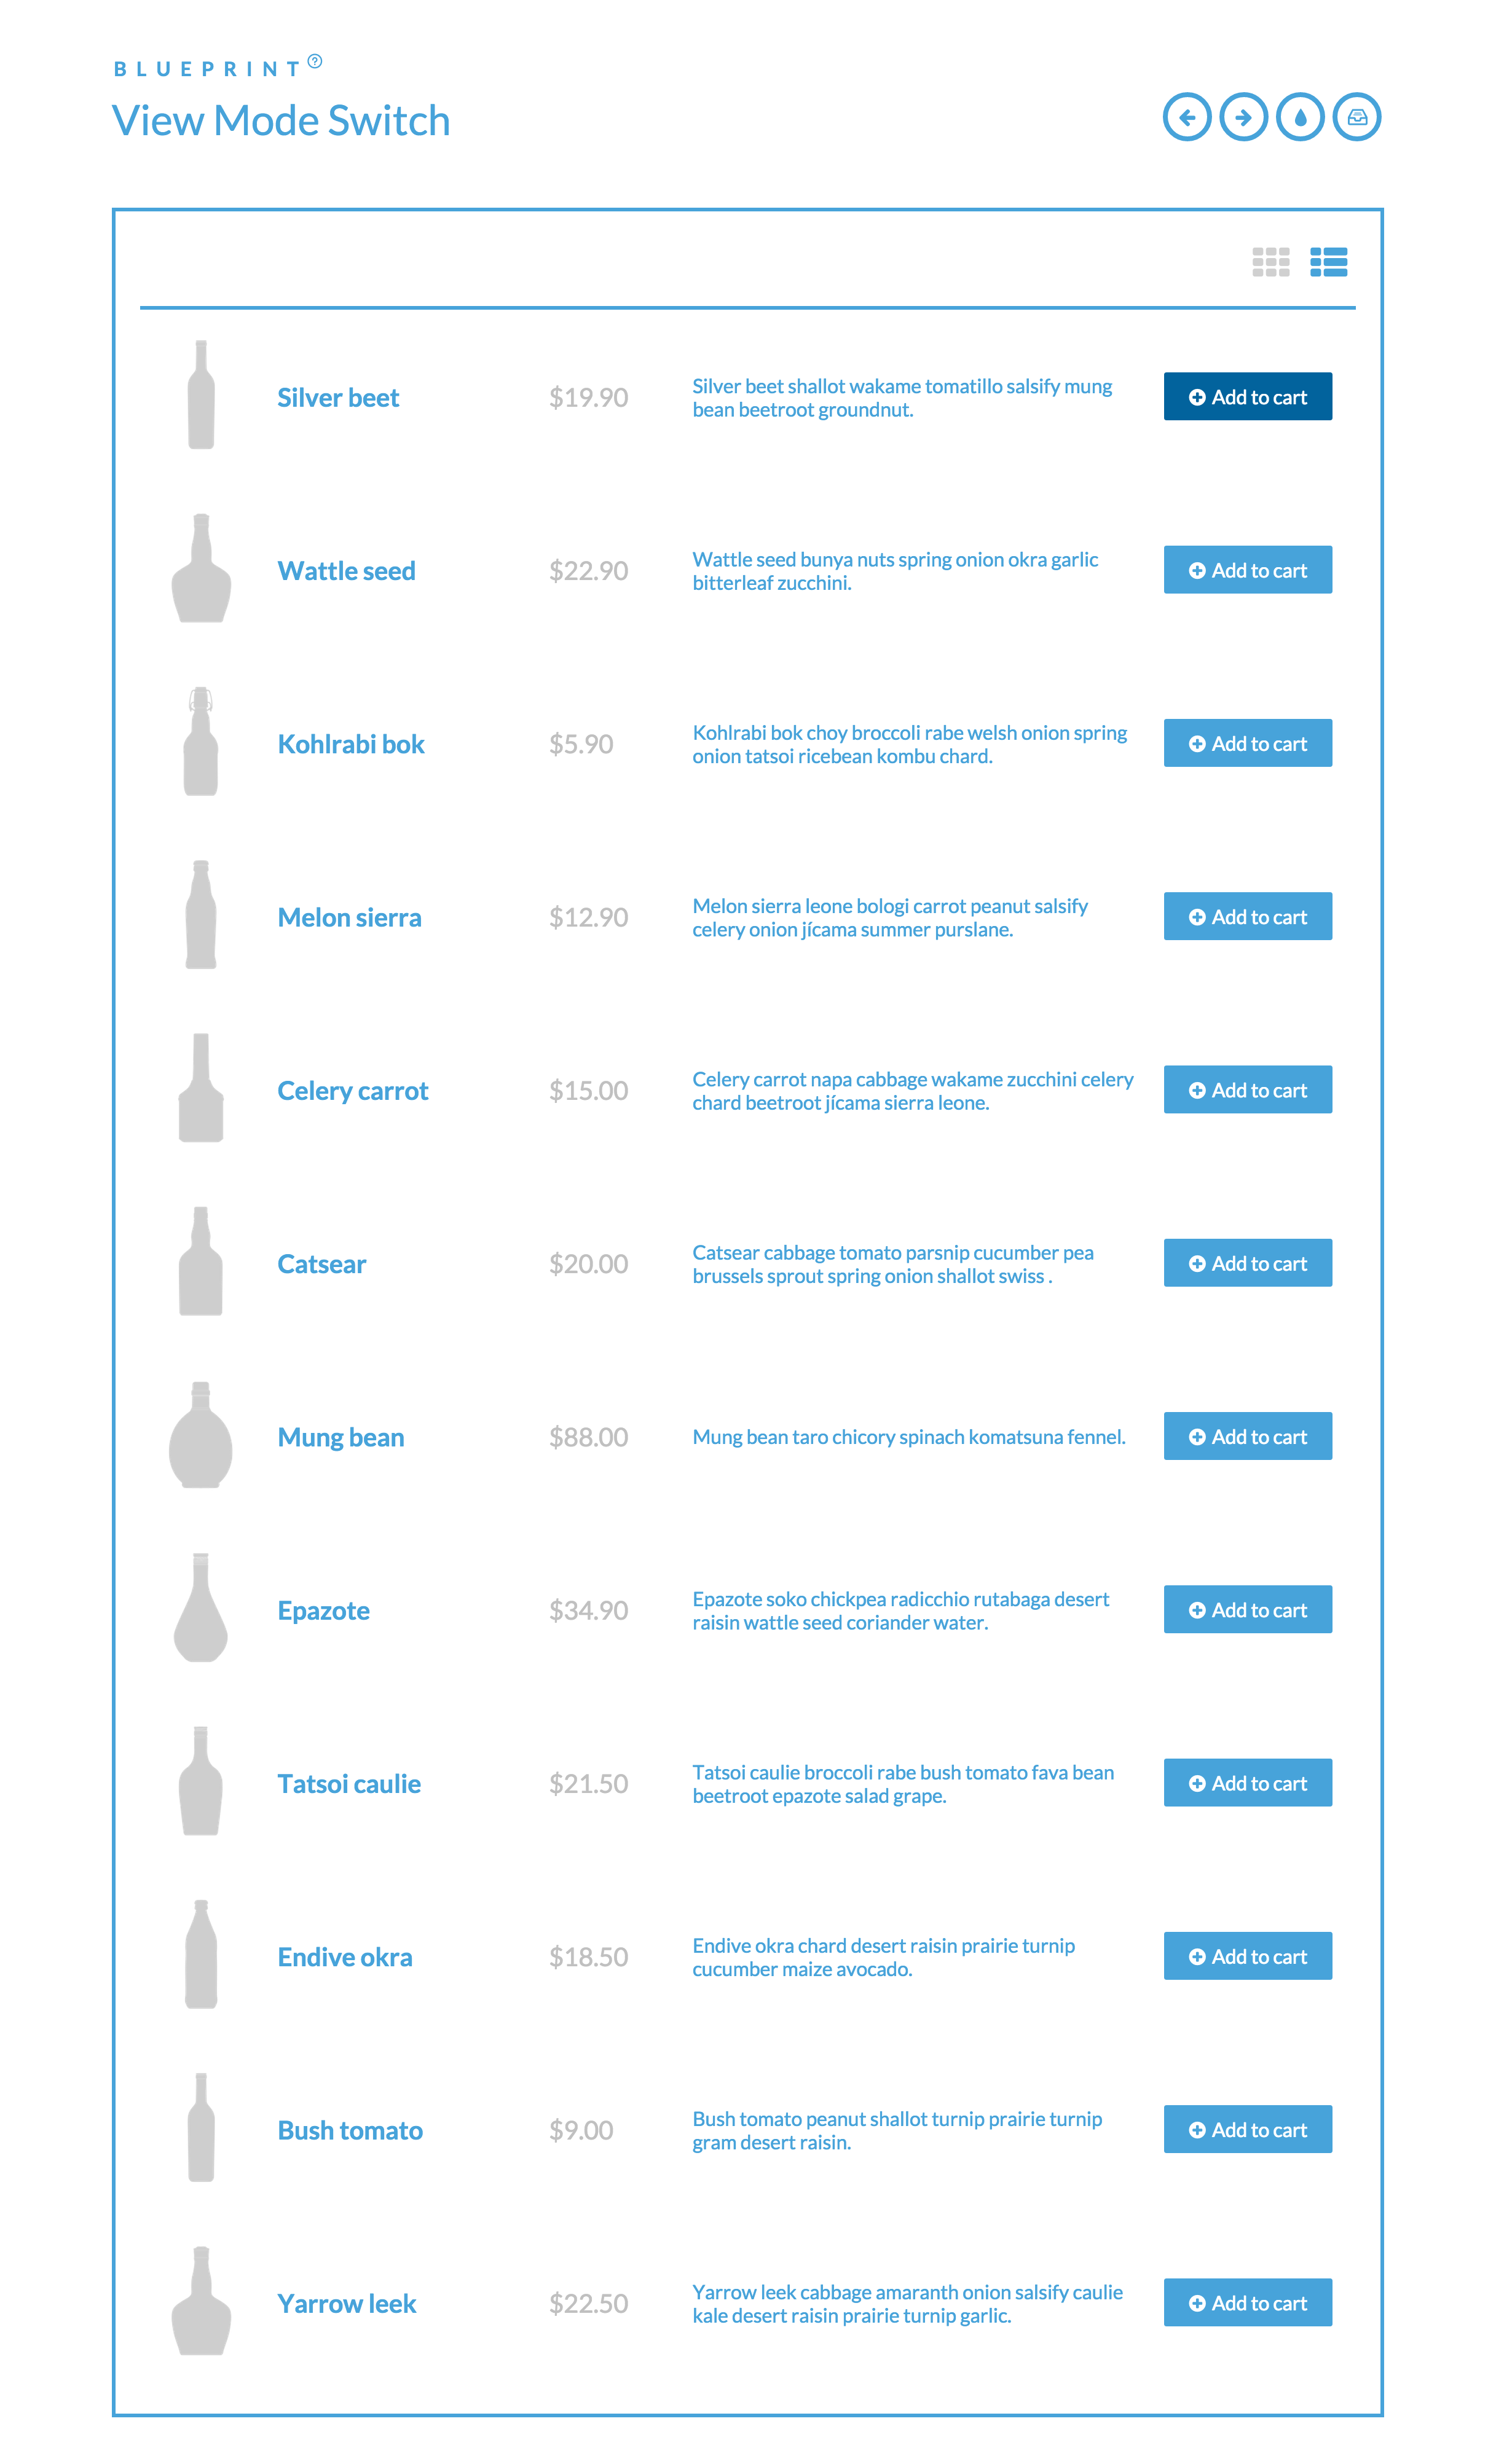 BLUEPRINT
View Mode Switch
Silver beet
$19.90
Silver beet shallot wakame tomatillo salsify mung
bean beetroot groundnut.
Add to cart
Wattle seed
$22.90
Wattle seed bunya nuts spring onion okra garlic
bitterleaf zucchini.
Add to cart
Kohlrabi bok
$5.90
Kohlrabi bok choy broccoli rabe welsh onion spring
onion tatsoi ricebean kombu chard.
Add to cart
Melon sierra
$12.90
Melon sierra leone bologi carrot peanut salsify
celery onion jícama summer purslane.
Add to cart
Celery carrot
$15.00
Celery carrot napa cabbage wakame zucchini celery
chard beetroot jícama sierra leone.
Add to cart
Catsear
$20.00
Catsear cabbage tomato parsnip cucumber pea
brussels sprout spring onion shallot swiss .
Add to cart
Mung bean
$88.00
Mung bean taro chicory spinach komatsuna fennel.
Add to cart
Epazote
$34.90
Epazote soko chickpea radicchio rutabaga desert
raisin wattle seed coriander water.
Add to cart
Tatsoi caulie
$21.50
Tatsoi caulie broccoli rabe bush tomato fava bean
beetroot epazote salad grape.
Add to cart
Endive okra
$18.50
Endive okra chard desert raisin prairie turnip
cucumber maize avocado.
Add to cart
Bush tomato
$9.00
Bush tomato peanut shallot turnip prairie turnip
gram desert raisin.
Add to cart
Yarrow leek
$22.50
Yarrow leek cabbage amaranth onion salsify caulie
kale desert raisin prairie turnip garlic.
Add to cart